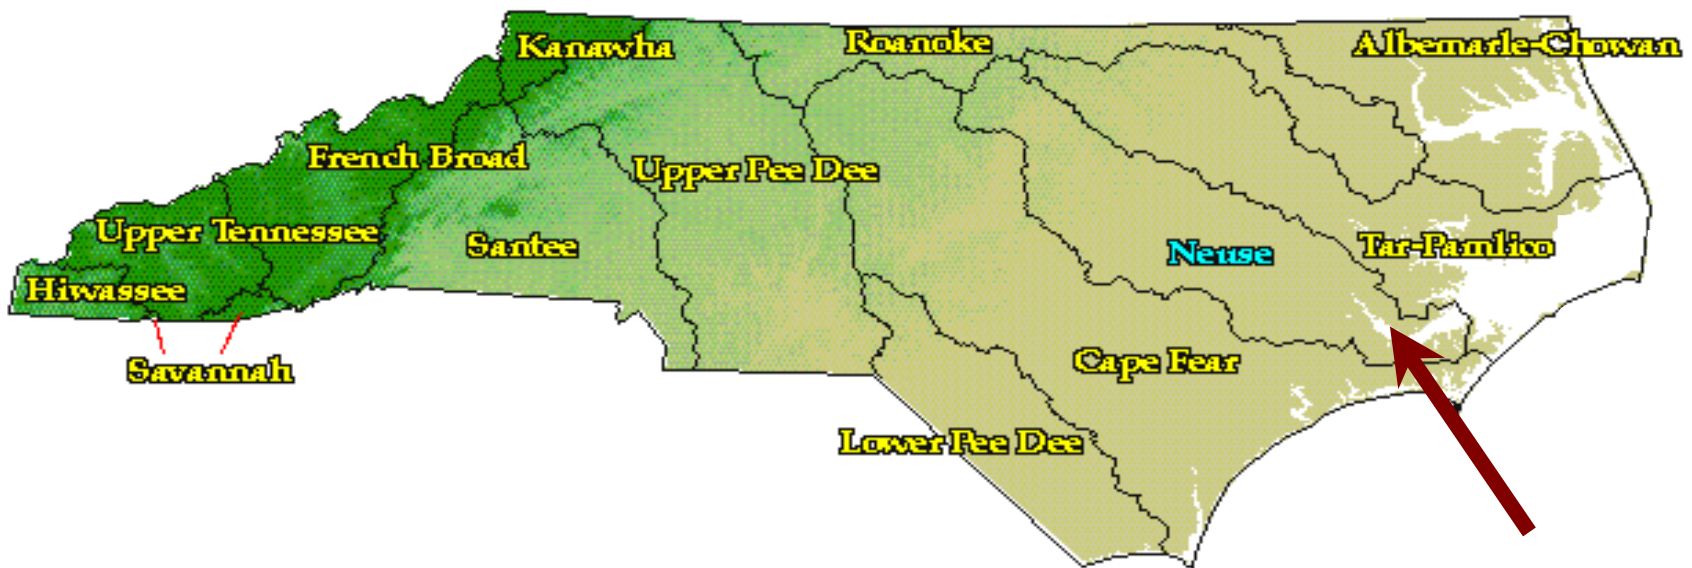 Kanawha
Roanoke
Albemarle-Chowan
French Broad
Upper Pee Dee
Upper Tennessee
Santee
Neuse
Tar-Pamlico
Hiwassee
Savannah
Cape Fear
Lower Pee Dee